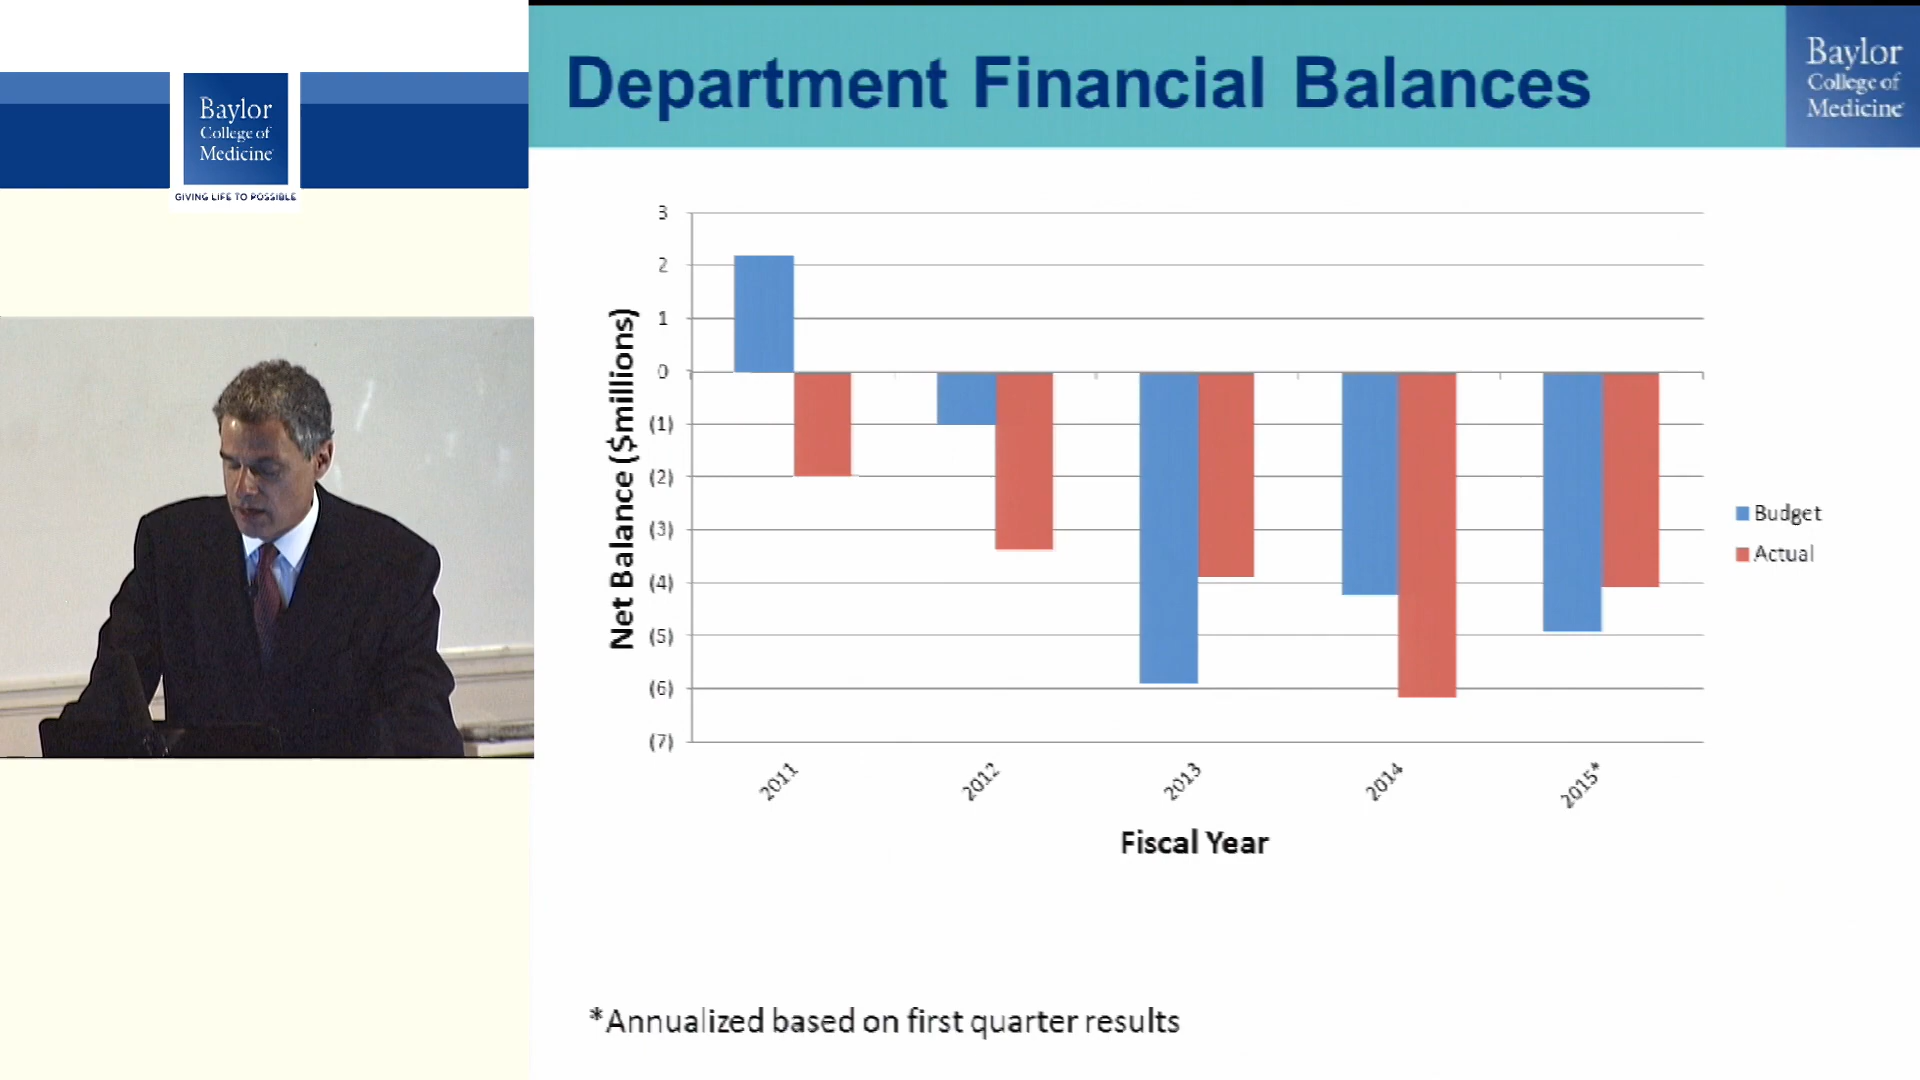 Baylor
College of
Medicine
GIVING LIFE TO POSSIBLE
Department Financial Balances
Baylor
College of
Medicine
3
2
1
0
(1)
(2)
(3)
(4)
(5)
(6)
(7)
Net Balance ($millions)
2011
2012
2013
2014
2015*
Fiscal Year
Budget
Actual
*Annualized based on first quarter results